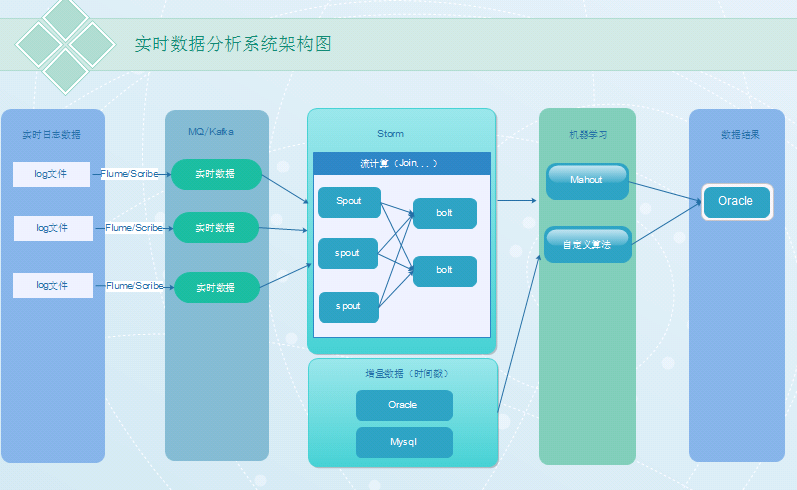 实时数据分析系统架构图
实时日志数据
log文件
log文件
log文件
Flume/Scribe
Flume/Scribe
Flume/Scribe
MQ/Kafka
实时数据
实时数据
实时数据
Storm
流计算（Join...）
Spout
spout
spout
bolt
bolt
增量数据（时间戳）
Oracle
Mysql
机器学习
Mahout
自定义算法
数据结果
Oracle